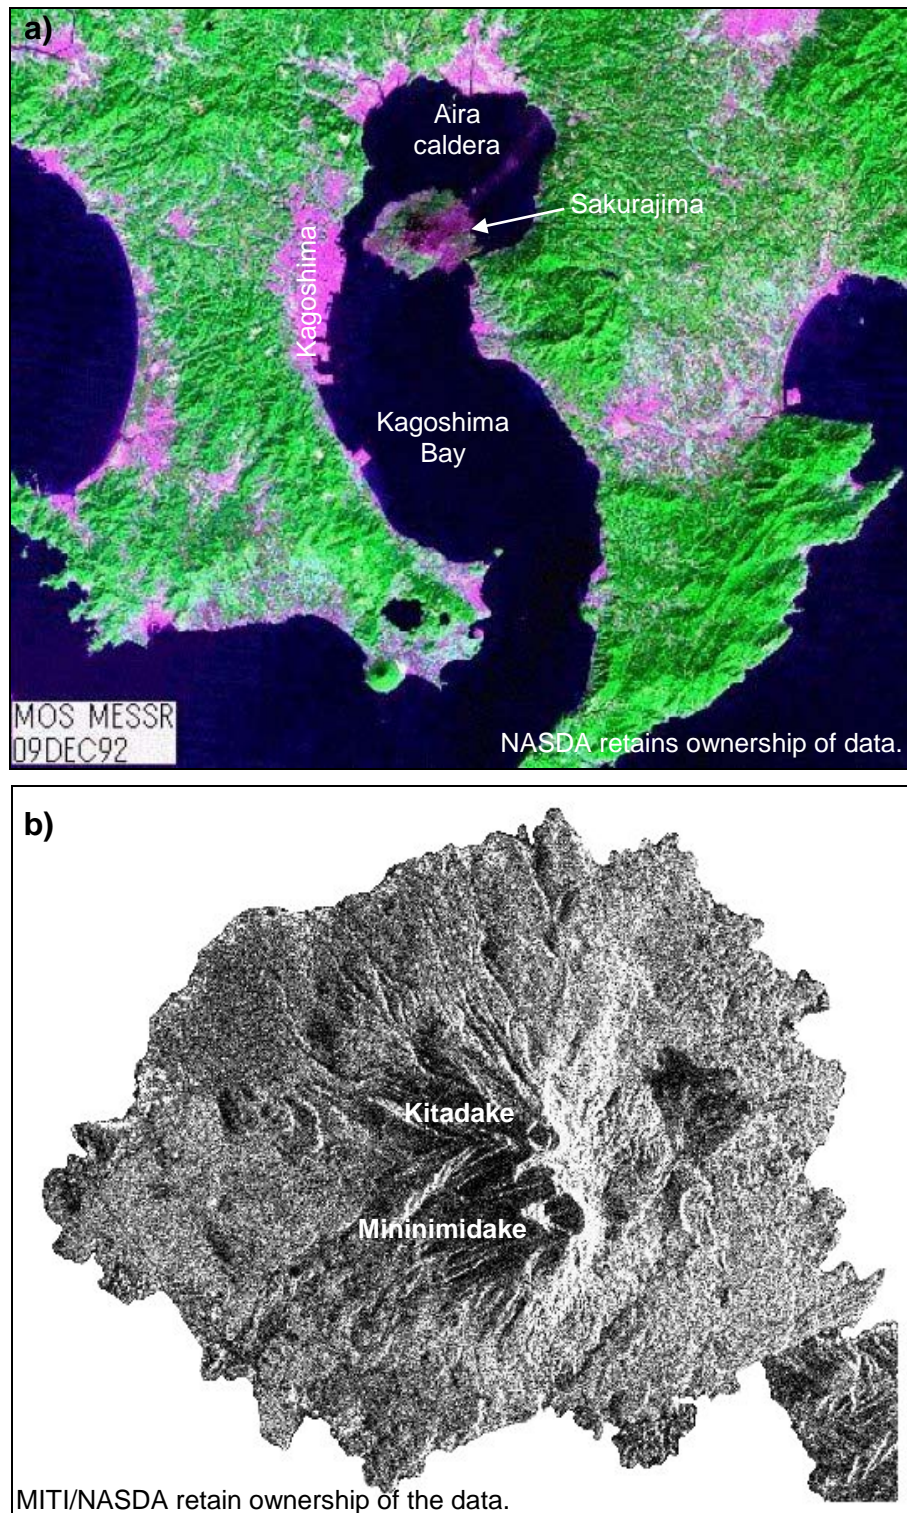 a)
Aira
caldera
Sakurajima
Kagoshima
Kagoshima
Bay
MOS MESSR
09DEC92
NASDA retains ownership of data.
b)
Kitadake
Mininimidake
MITI/NASDA retain ownership of the data.